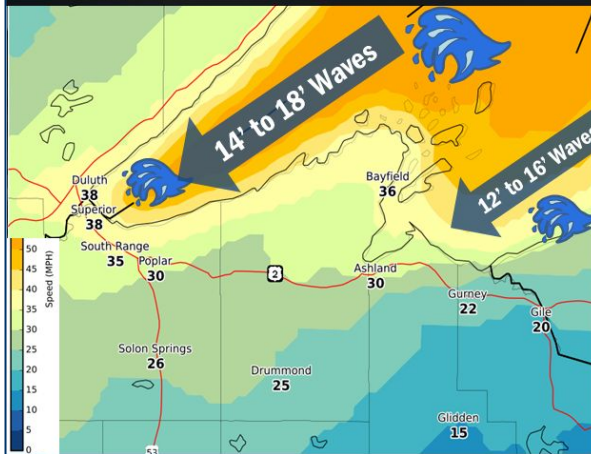 14' to 18' Waves
12' to 16' Waves
Duluth
38
Superior
38
Bayfield
36
South Range
35
Poplar
30
2
Ashland
30
Gurney
22
Gile
20
Solon Springs
26
Drummond
25
Glidden
15
53
Speed (MPH)
50
45
40
35
30
25
20
15
10
5
0